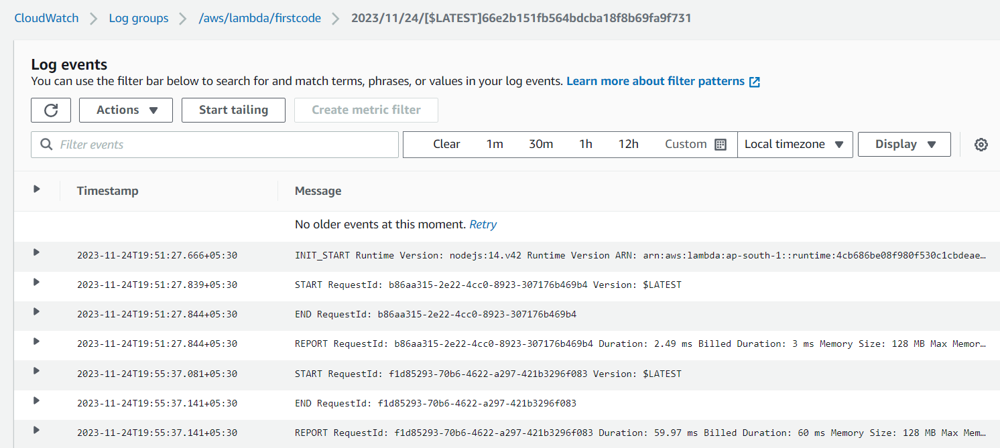 CloudWatch > Log groups > /aws/lambda/firstcode > 2023/11/24/[$LATEST]66e2b151fb564bdcba18f8b69fa9f731
Log events
You can use the filter bar below to search for and match terms, phrases, or values in your log events. Learn more about filter patterns
Actions Start tailing Create metric filter
Filter events Clear 1m 30m 1h 12h Custom Local timezone Display
Timestamp Message
No older events at this moment. Retry
2023-11-24T19:51:27.666+05:30 INIT_START Runtime Version: nodejs:14.v42 Runtime Version ARN: arn:aws:lambda:ap-south-1::runtime:4cb686be08f980f530c1cbdeae…
2023-11-24T19:51:27.839+05:30 START RequestId: b86aa315-2e22-4cc0-8923-307176b469b4 Version: $LATEST
2023-11-24T19:51:27.844+05:30 END RequestId: b86aa315-2e22-4cc0-8923-307176b469b4
2023-11-24T19:51:27.844+05:30 REPORT RequestId: b86aa315-2e22-4cc0-8923-307176b469b4 Duration: 2.49 ms Billed Duration: 3 ms Memory Size: 128 MB Max Memor…
2023-11-24T19:55:37.081+05:30 START RequestId: f1d85293-70b6-4622-a297-421b3296f083 Version: $LATEST
2023-11-24T19:55:37.141+05:30 END RequestId: f1d85293-70b6-4622-a297-421b3296f083
2023-11-24T19:55:37.141+05:30 REPORT RequestId: f1d85293-70b6-4622-a297-421b3296f083 Duration: 59.97 ms Billed Duration: 60 ms Memory Size: 128 MB Max Mem…